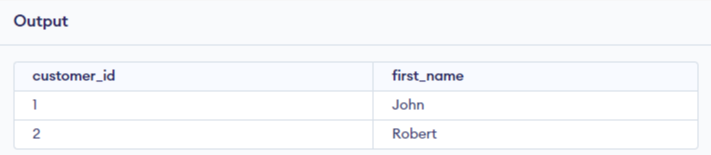 Output
customer_id first_name
1 John
2 Robert